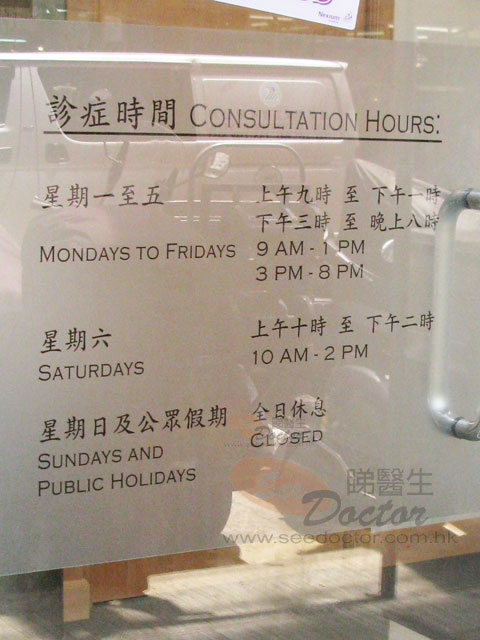 診症時間 CONSULTATION HOURS:
星期一至五 上午九時 至 下午一時
下午三時 至 晚上八時
MONDAYS TO FRIDAYS 9 AM - 1 PM
3 PM - 8 PM
星期六 上午十時 至 下午二時
SATURDAYS 10 AM - 2 PM
星期日及公眾假期 全日休息
SUNDAYS AND CLOSED
PUBLIC HOLIDAYS
睇醫生
Doctor
www.seedoctor.com.hk